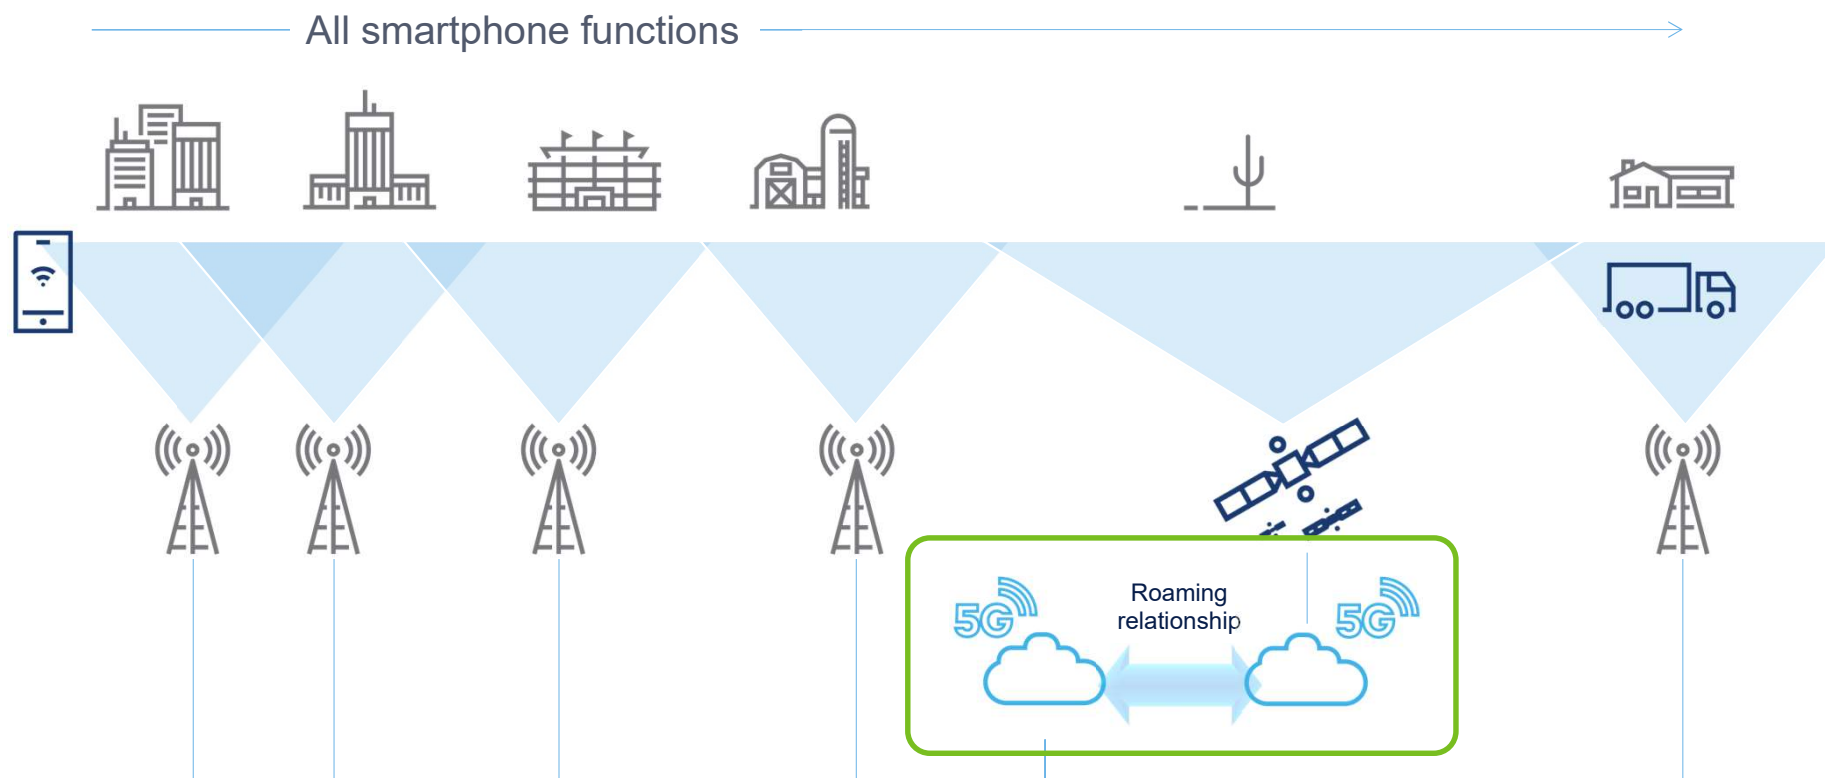 All smartphone functions
5G
Roaming
relationship
5G